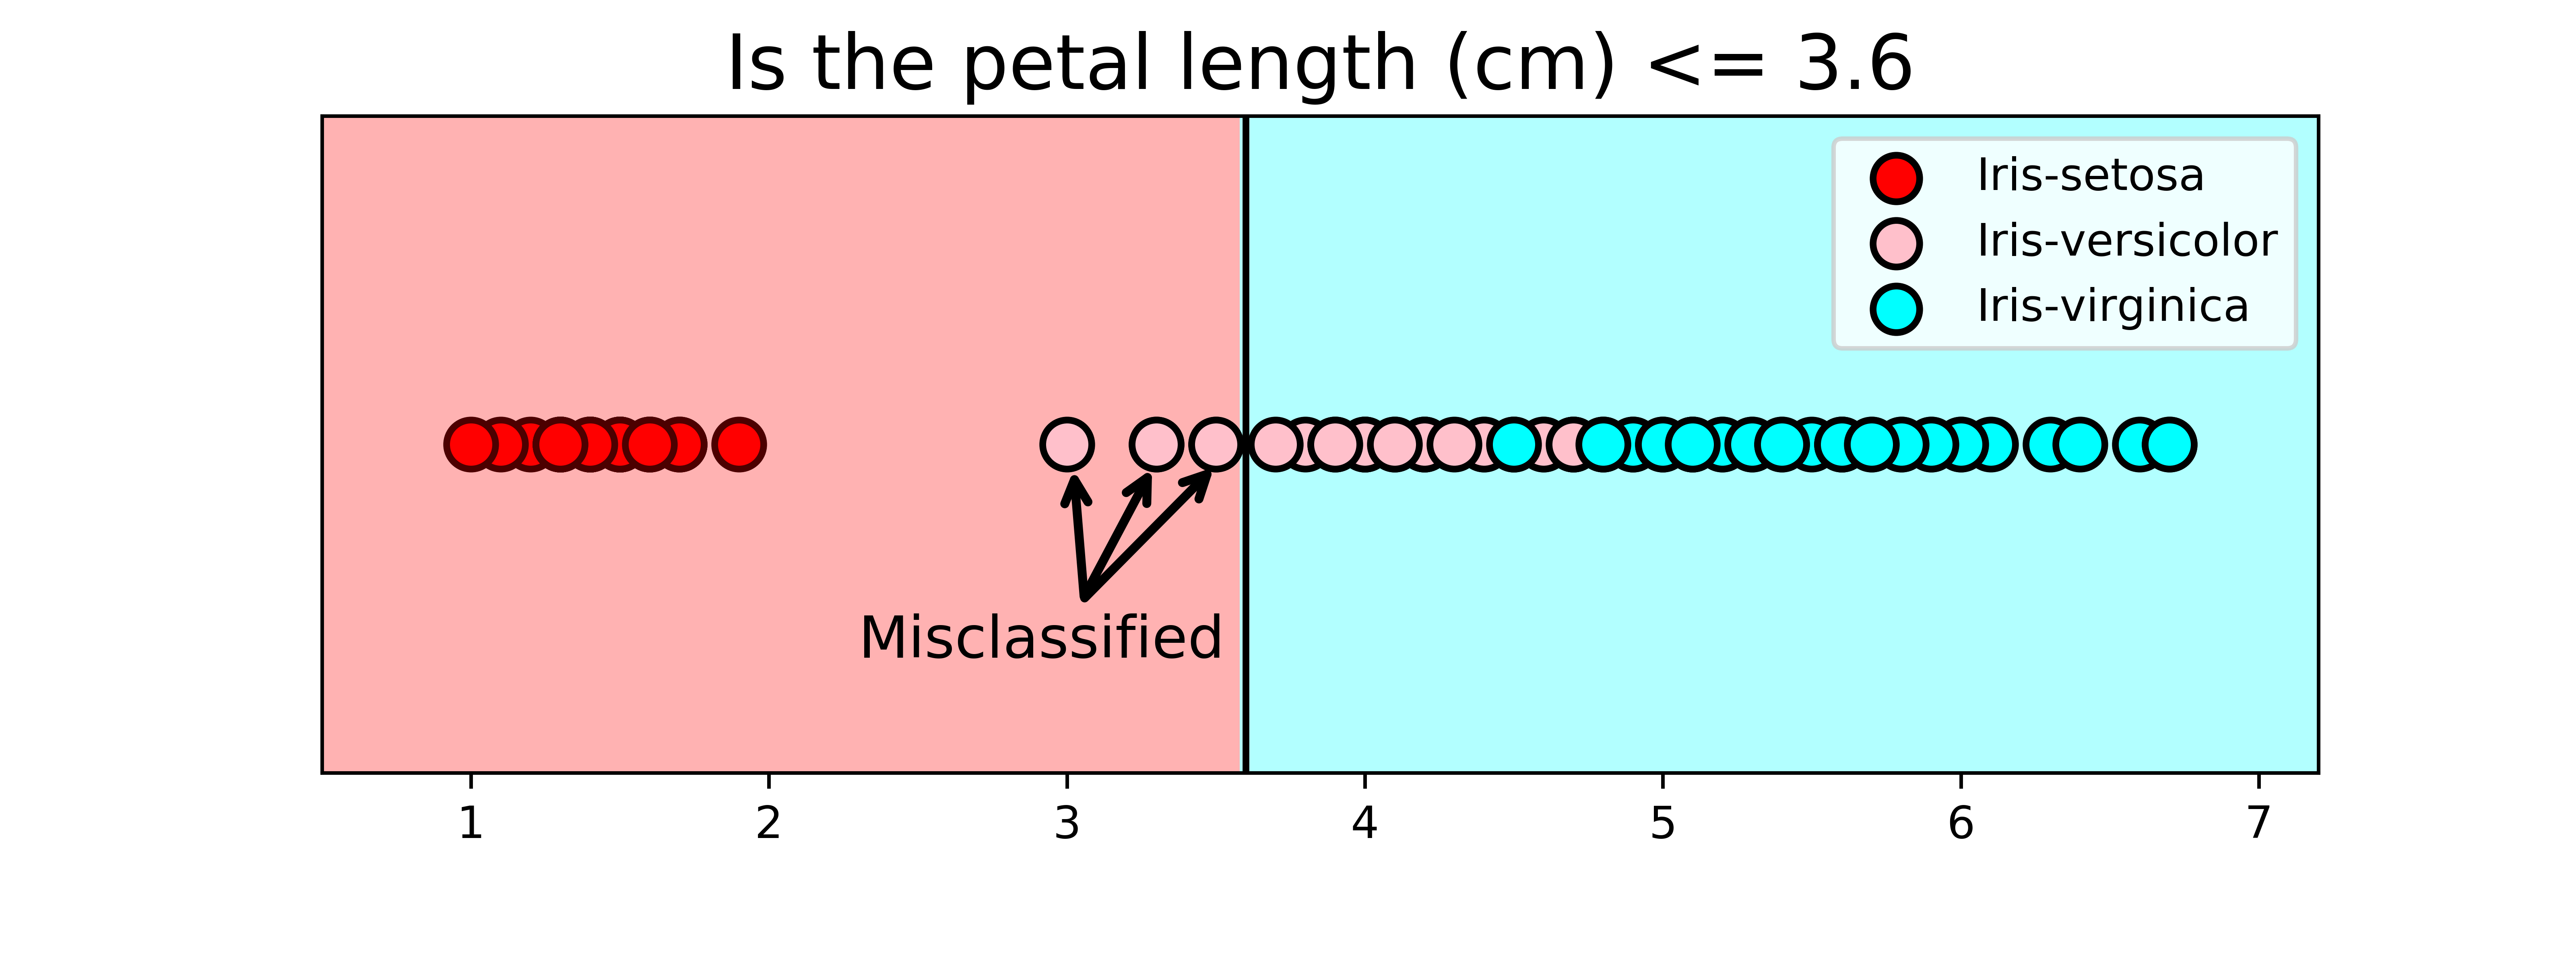 Is the petal length (cm) <= 3.6
Iris-setosa
Iris-versicolor
Iris-virginica
Misclassified
1 2 3 4 5 6 7